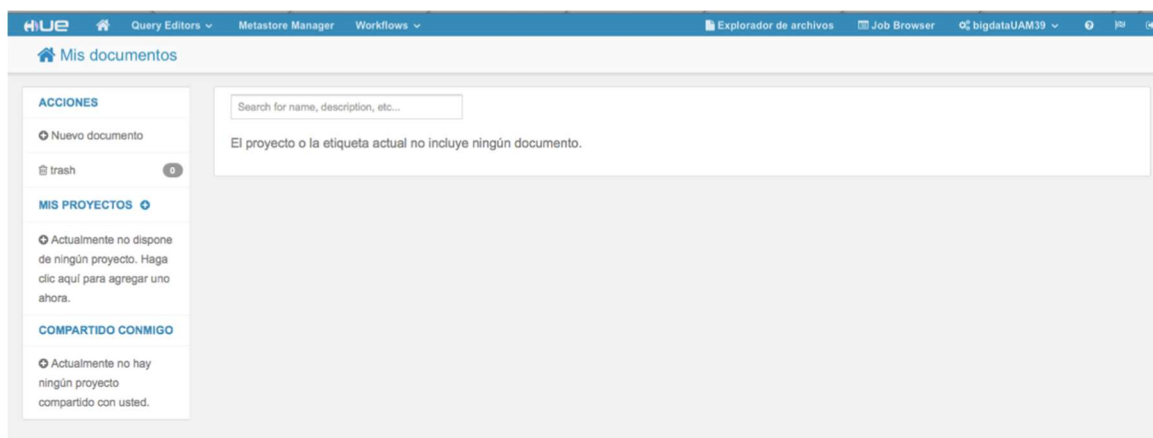 HUE Query Editors Metastore Manager Workflows Explorador de archivos Job Browser bigdataUAM39
Mis documentos
ACCIONES
Nuevo documento
trash 0
MIS PROYECTOS
Actualmente no dispone
de ningún proyecto. Haga
clic aquí para agregar uno
ahora.
COMPARTIDO CONMIGO
Actualmente no hay
ningún proyecto
compartido con usted.
Search for name, description, etc...
El proyecto o la etiqueta actual no incluye ningún documento.